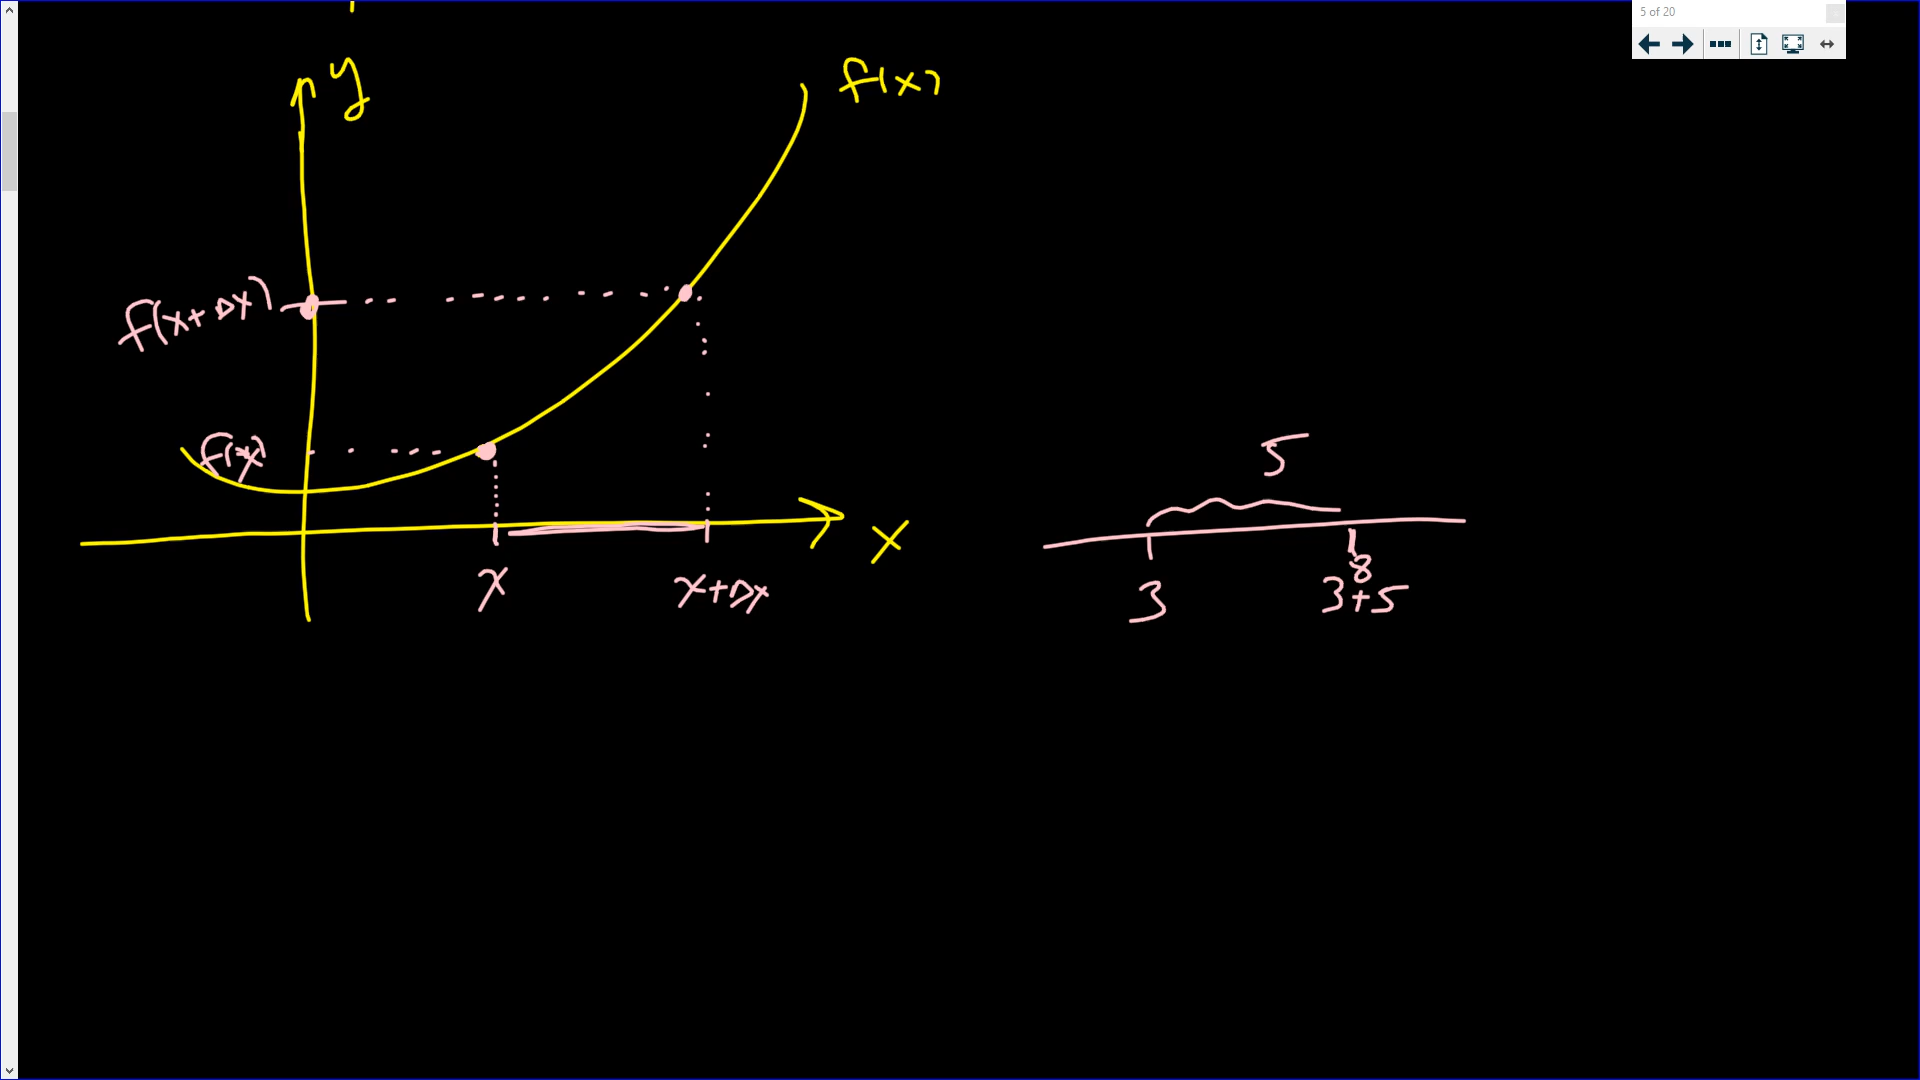 5 of 20
y
f(x)
f(x+Δx)
f(x)
5
x
x
x+Δx
3
8
3+5